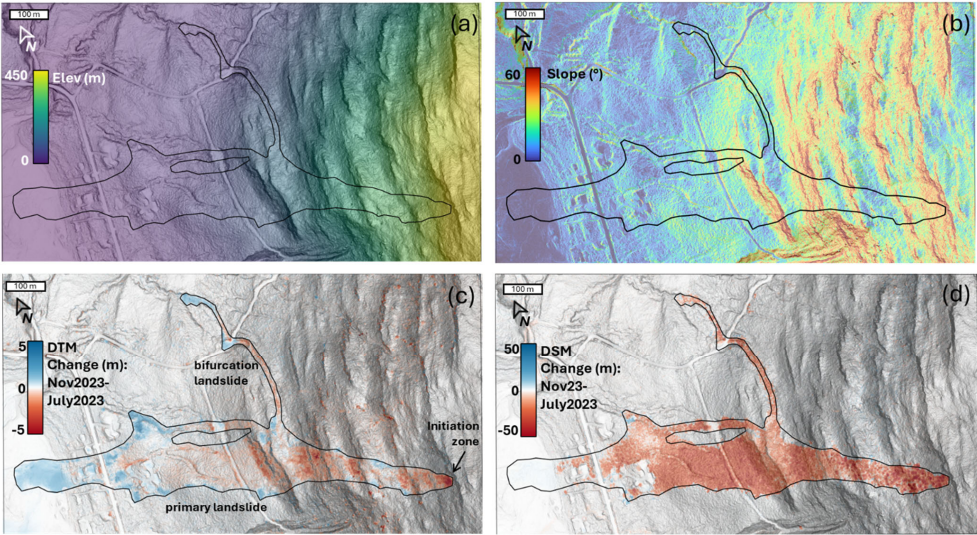 100 m
(a)
N
450
Elev (m)
0
100 m
(b)
N
60
Slope (°)
0
100 m
(c)
N
5
DTM
Change (m):
0
Nov2023-
July2023
-5
bifurcation
landslide
Initiation
zone
primary landslide
100 m
(d)
N
50
DSM
Change (m):
0
Nov23-
July2023
-50